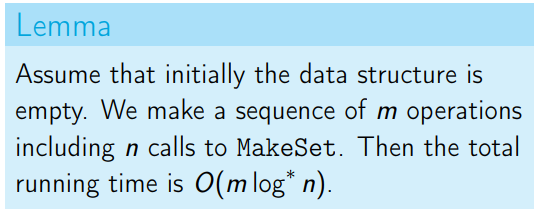 Lemma
Assume that initially the data structure is
empty. We make a sequence of m operations
including n calls to MakeSet. Then the total
running time is O(m log* n).